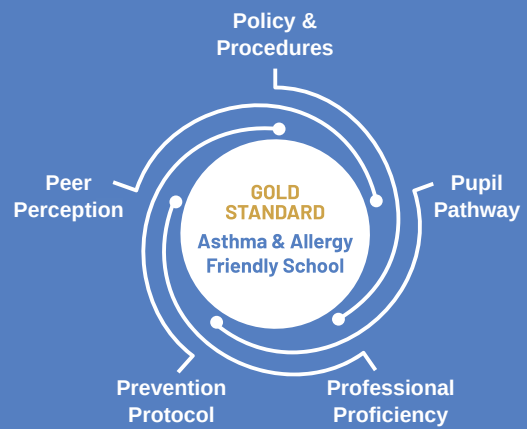 Policy &
Procedures
Peer
Perception
Pupil
Pathway
GOLD
STANDARD
Asthma & Allergy
Friendly School
Prevention
Protocol
Professional
Proficiency